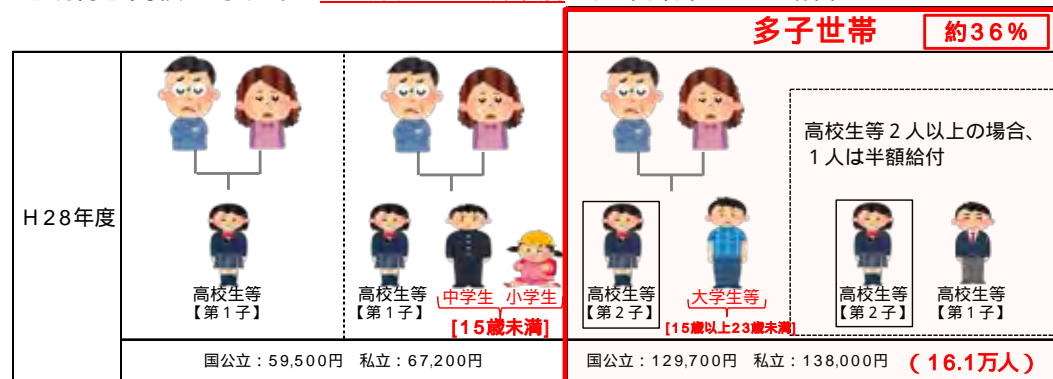 多子世帯 約36%
高校生等2人以上の場合、
1人は半額給付
H28年度
高校生等
【第1子】
高校生等
【第1子】
中学生 小学生
[15歳未満]
高校生等
【第2子】
大学生等
[15歳以上23歳未満]
高校生等
【第2子】
高校生等
【第1子】
国公立:59,500円 私立:67,200円
国公立:129,700円 私立:138,000円 (16.1万人)